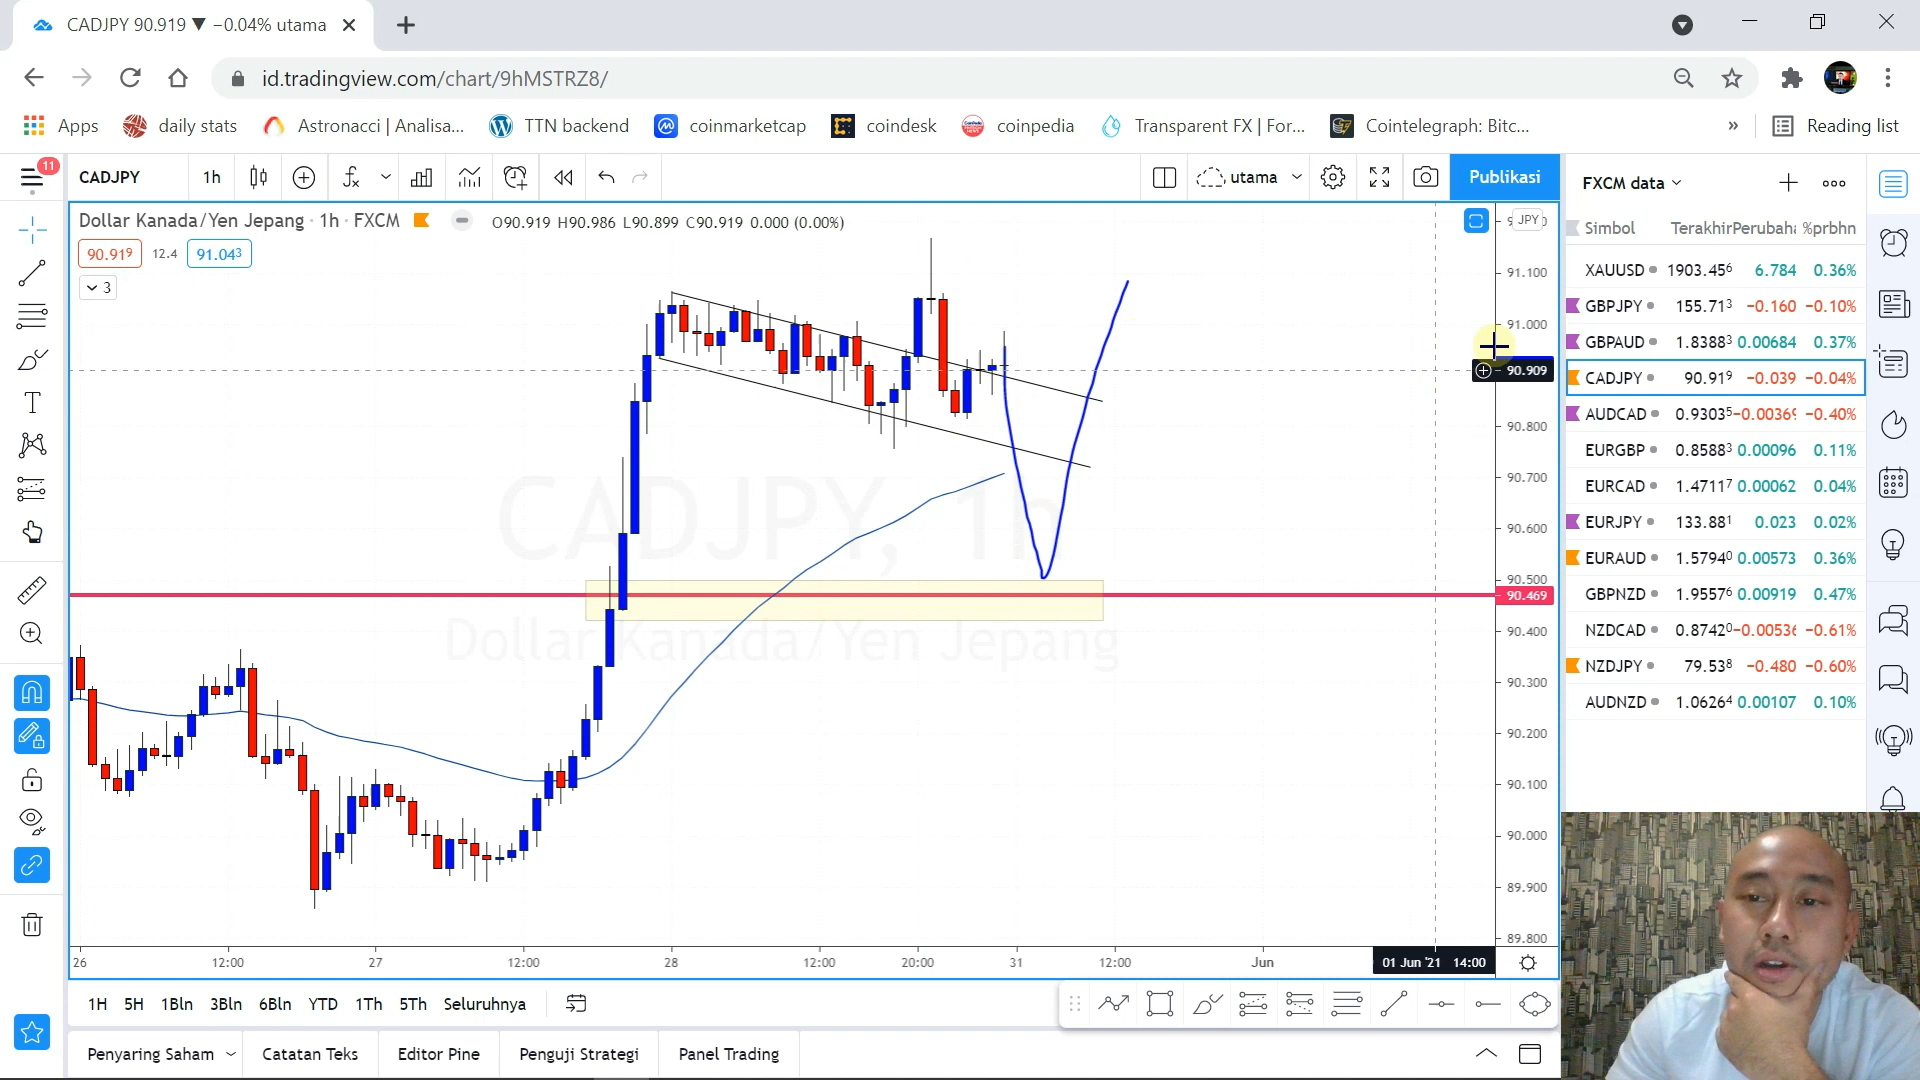 CADJPY 90.919 ▼ −0.04% utama
id.tradingview.com/chart/9hMSTRZ8/
Apps daily stats Astronacci | Analisa... TTN backend coinmarketcap coindesk coinpedia Transparent FX | For... Cointelegraph: Bitc... » Reading list
11
CADJPY 1h utama Publikasi
Dollar Kanada/Yen Jepang · 1h · FXCM O90.919 H90.986 L90.899 C90.919 0.000 (0.00%)
90.919 12.4 91.043
3
CADJPY, 1h
Dollar Kanada/Yen Jepang
JPY
91.100
91.000
90.909
90.800
90.700
90.600
90.500
90.469
90.400
90.300
90.200
90.100
90.000
89.900
89.800
26 12:00 27 12:00 28 12:00 20:00 31 12:00 Jun 01 Jun '21 14:00
1H 5H 1Bln 3Bln 6Bln YTD 1Th 5Th Seluruhnya
Penyaring Saham Catatan Teks Editor Pine Penguji Strategi Panel Trading
FXCM data
Simbol Terakhir Perubaha %prbhn
XAUUSD 1903.456 6.784 0.36%
GBPJPY 155.713 −0.160 −0.10%
GBPAUD 1.83883 0.00684 0.37%
CADJPY 90.919 −0.039 −0.04%
AUDCAD 0.93035 −0.00369 −0.40%
EURGBP 0.85883 0.00096 0.11%
EURCAD 1.47117 0.00062 0.04%
EURJPY 133.881 0.023 0.02%
EURAUD 1.57940 0.00573 0.36%
GBPNZD 1.95576 0.00919 0.47%
NZDCAD 0.87420 −0.00536 −0.61%
NZDJPY 79.538 −0.480 −0.60%
AUDNZD 1.06264 0.00107 0.10%